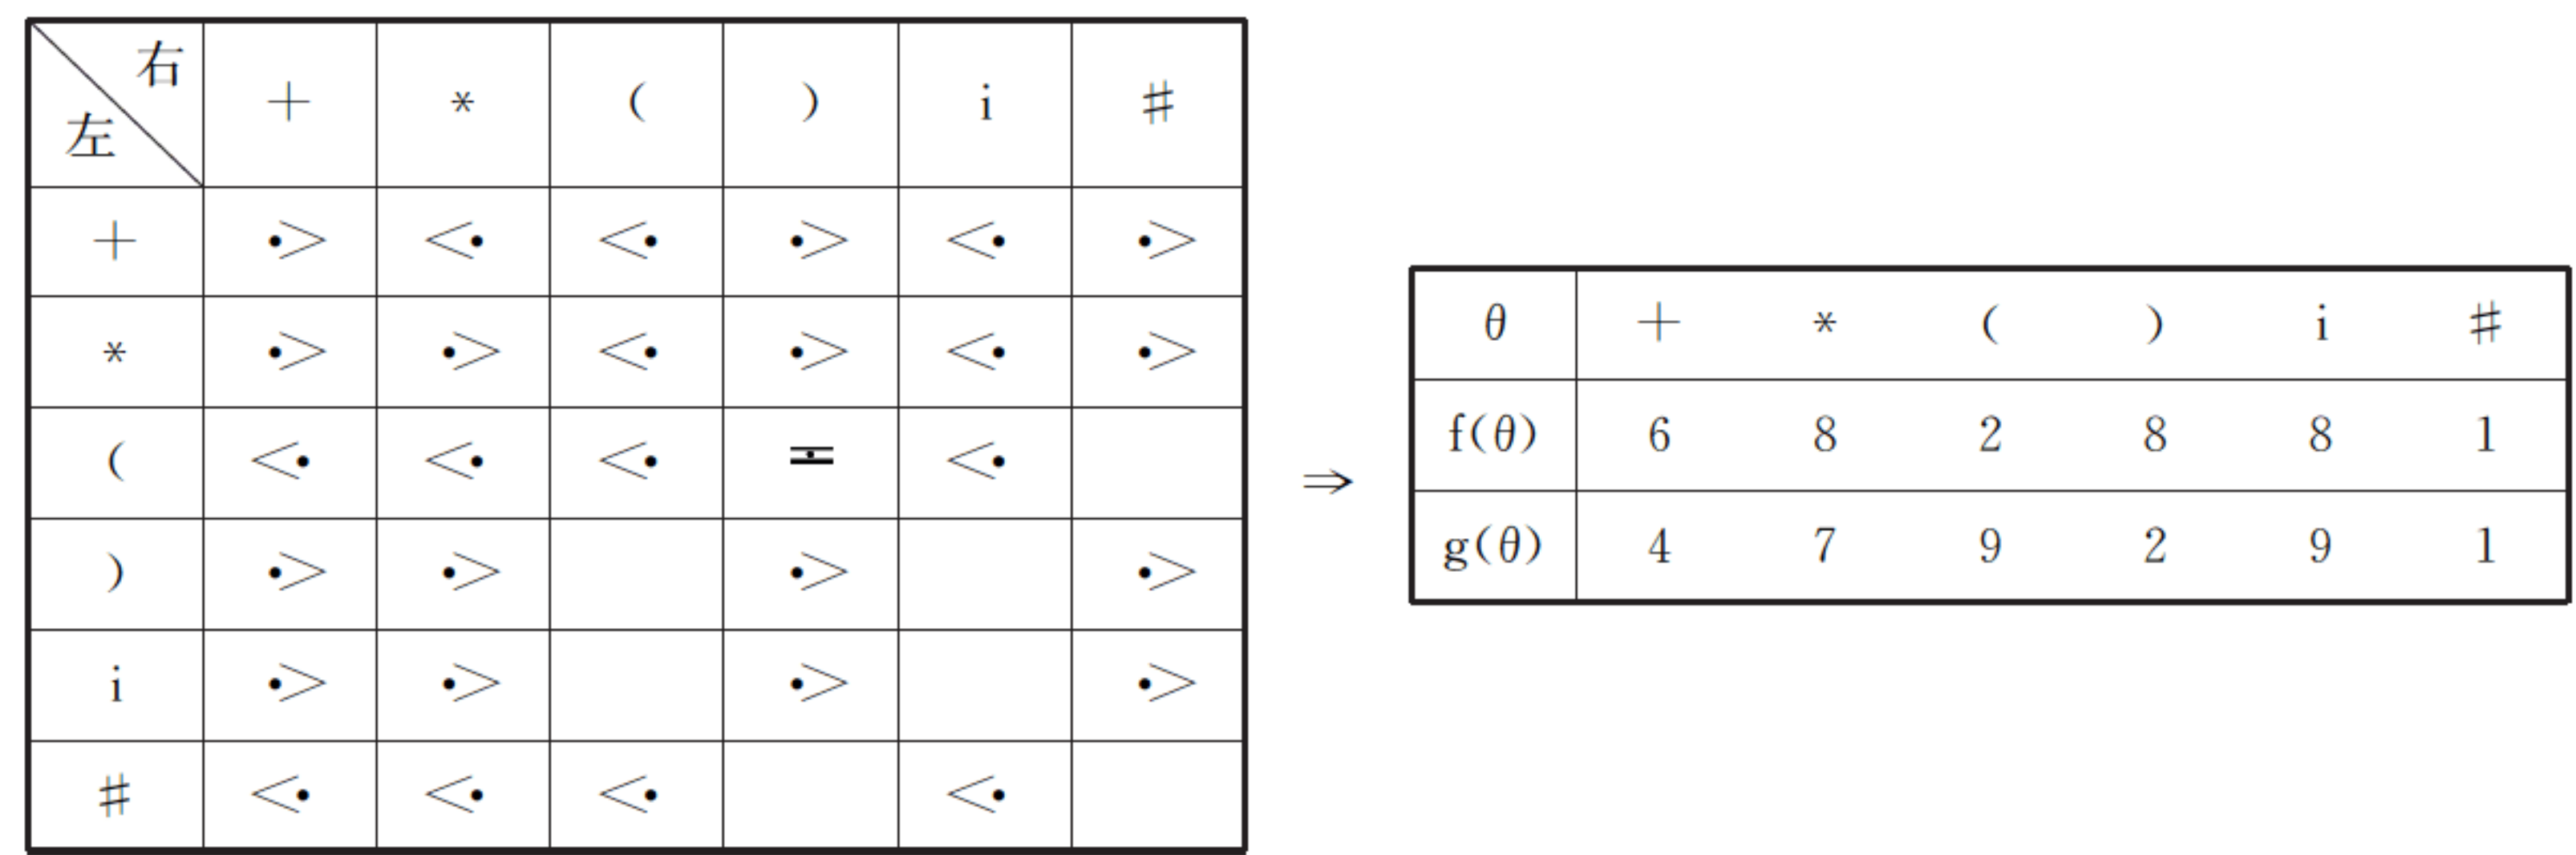 右
左 + * ( ) i #
+ ·> <· <· ·> <· ·>
* ·> ·> <· ·> <· ·>
( <· <· <· ≐ <·
) ·> ·> ·> ·>
i ·> ·> ·> ·>
# <· <· <· <·
⇒
θ + * ( ) i #
f(θ) 6 8 2 8 8 1
g(θ) 4 7 9 2 9 1